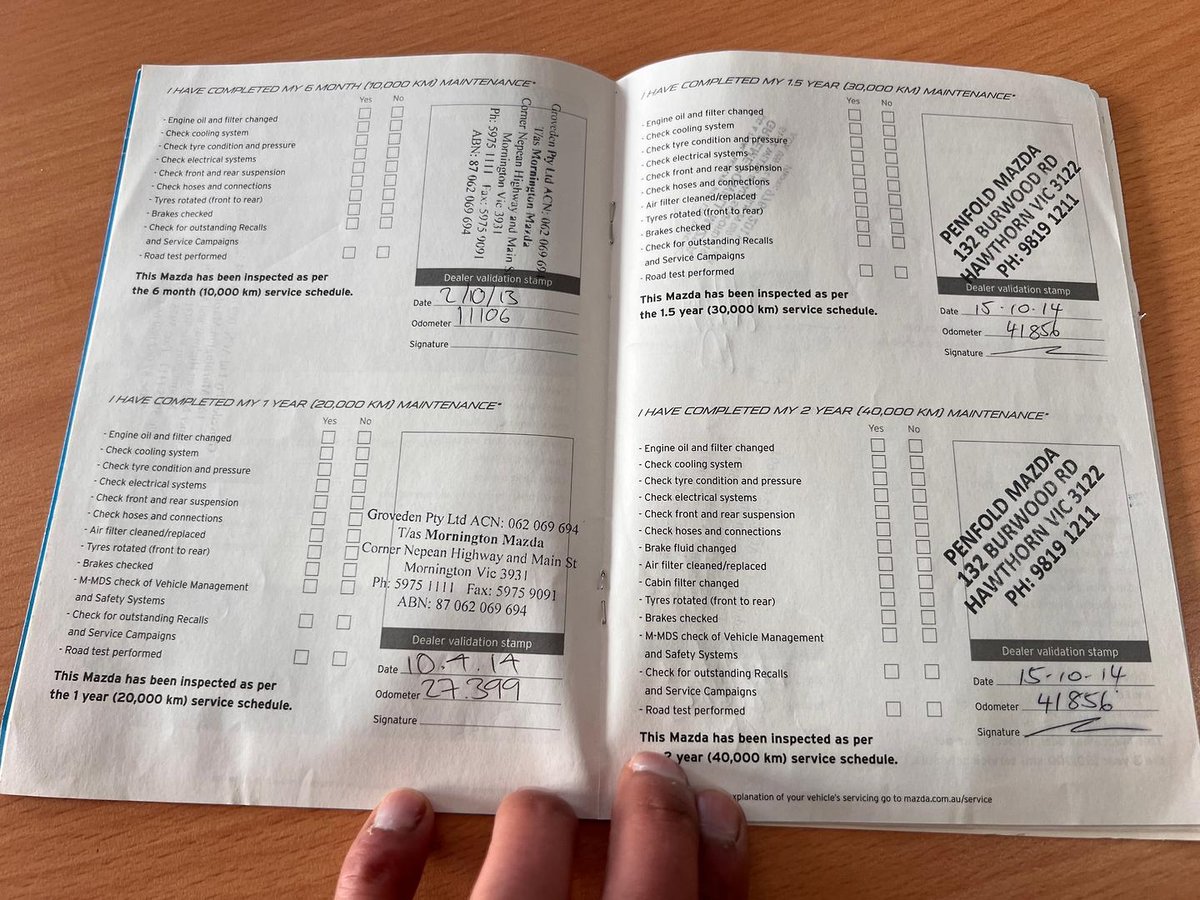 I HAVE COMPLETED MY 6 MONTH (10,000 KM) MAINTENANCE*
Yes No
- Engine oil and filter changed
- Check cooling system
- Check tyre condition and pressure
- Check electrical systems
- Check front and rear suspension
- Check hoses and connections
- Tyres rotated (front to rear)
- Brakes checked
- Check for outstanding Recalls
and Service Campaigns
- Road test performed
This Mazda has been inspected as per
the 6 month (10,000 km) service schedule.
Groveden Pty Ltd ACN: 062 069 694
T/as Mornington Mazda
Corner Nepean Highway and Main S
Mornington Vic 3931
Ph: 5975 1111 Fax: 5975 9091
ABN: 87 062 069 694
Dealer validation stamp
Date 2/10/13
Odometer 11106
Signature
I HAVE COMPLETED MY 1 YEAR (20,000 KM) MAINTENANCE*
Yes No
- Engine oil and filter changed
- Check cooling system
- Check tyre condition and pressure
- Check electrical systems
- Check front and rear suspension
- Check hoses and connections
- Air filter cleaned/replaced
- Tyres rotated (front to rear)
- Brakes checked
- M-MDS check of Vehicle Management
and Safety Systems
- Check for outstanding Recalls
and Service Campaigns
- Road test performed
This Mazda has been inspected as per
the 1 year (20,000 km) service schedule.
Groveden Pty Ltd ACN: 062 069 694
T/as Mornington Mazda
Corner Nepean Highway and Main St
Mornington Vic 3931
Ph: 5975 1111 Fax: 5975 9091
ABN: 87 062 069 694
Dealer validation stamp
Date 10.4.14
Odometer 27.399
Signature
I HAVE COMPLETED MY 1.5 YEAR (30,000 KM) MAINTENANCE*
Yes No
- Engine oil and filter changed
- Check cooling system
- Check tyre condition and pressure
- Check electrical systems
- Check front and rear suspension
- Check hoses and connections
- Air filter cleaned/replaced
- Tyres rotated (front to rear)
- Brakes checked
- Check for outstanding Recalls
and Service Campaigns
- Road test performed
This Mazda has been inspected as per
the 1.5 year (30,000 km) service schedule.
PENFOLD MAZDA
132 BURWOOD RD
HAWTHORN VIC 3122
PH: 9819 1211
Dealer validation stamp
Date 15-10-14
Odometer 41856
Signature
I HAVE COMPLETED MY 2 YEAR (40,000 KM) MAINTENANCE*
Yes No
- Engine oil and filter changed
- Check cooling system
- Check tyre condition and pressure
- Check electrical systems
- Check front and rear suspension
- Check hoses and connections
- Brake fluid changed
- Air filter cleaned/replaced
- Cabin filter changed
- Tyres rotated (front to rear)
- Brakes checked
- M-MDS check of Vehicle Management
and Safety Systems
- Check for outstanding Recalls
and Service Campaigns
- Road test performed
This Mazda has been inspected as per
2 year (40,000 km) service schedule.
PENFOLD MAZDA
132 BURWOOD RD
HAWTHORN VIC 3122
PH: 9819 1211
Dealer validation stamp
Date 15-10-14
Odometer 41856
Signature
explanation of your vehicle's servicing go to mazda.com.au/service